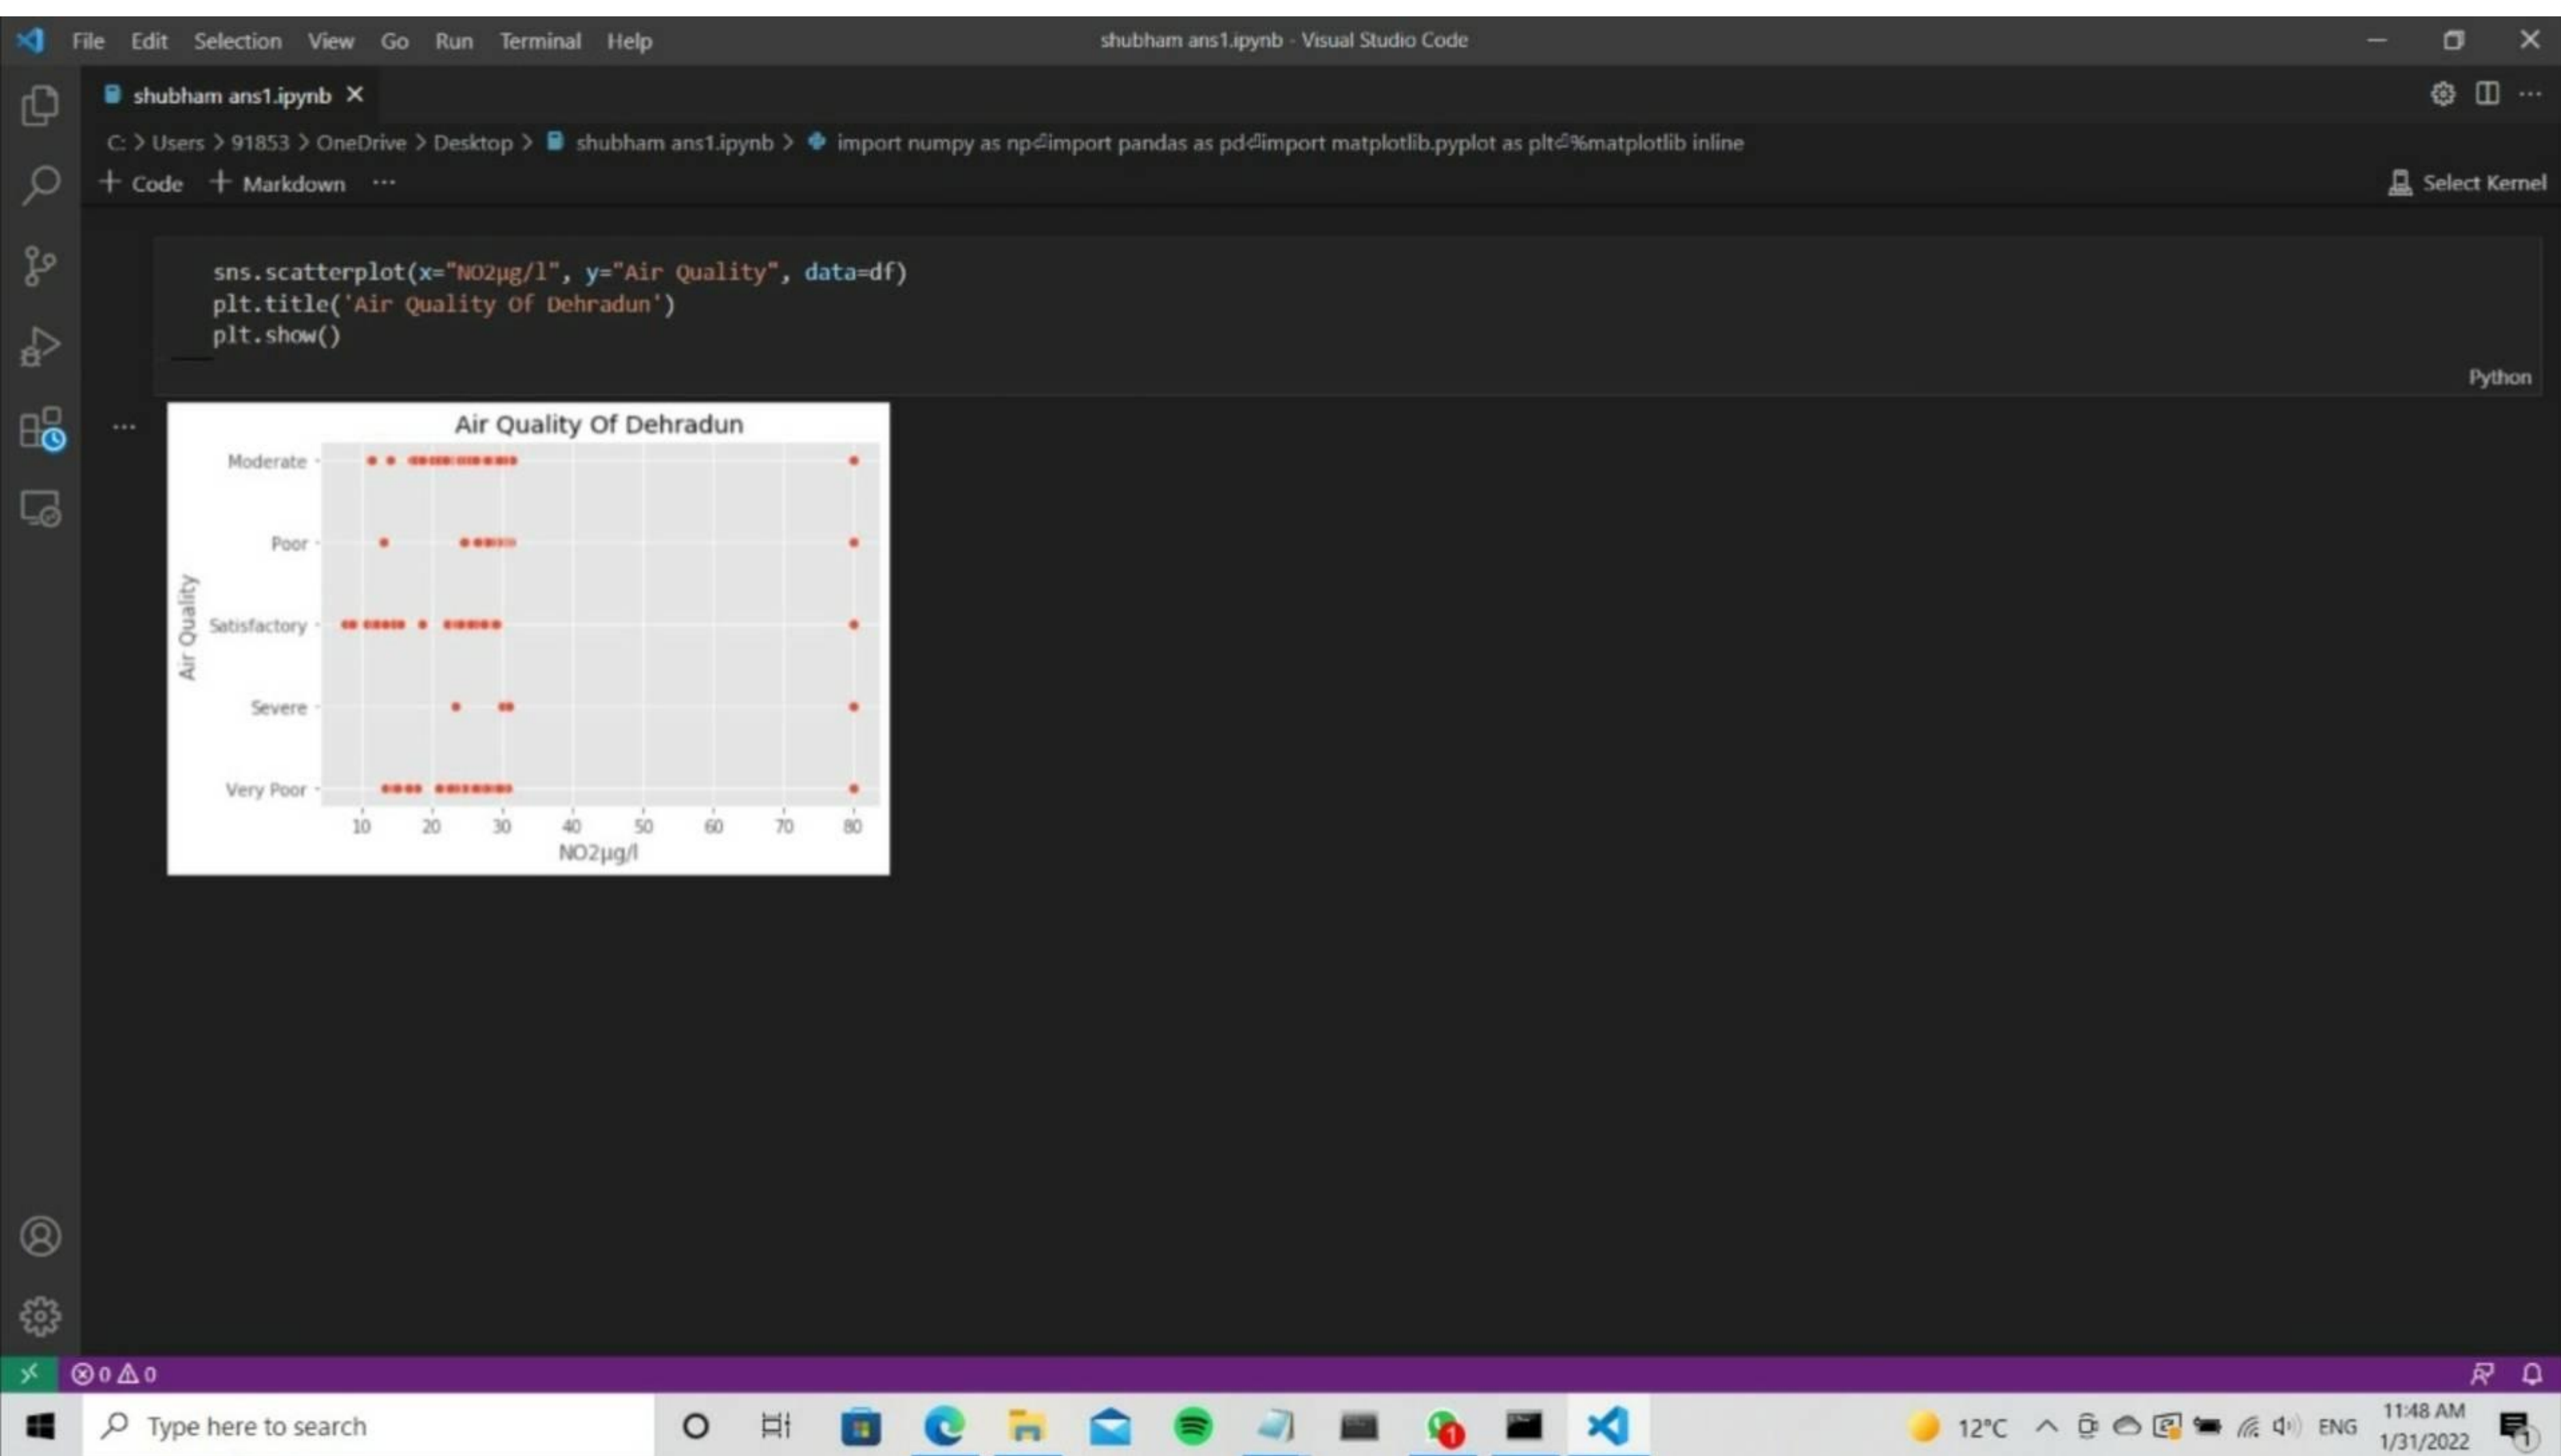 File Edit Selection View Go Run Terminal Help
shubham ans1.ipynb - Visual Studio Code
shubham ans1.ipynb
C: > Users > 91853 > OneDrive > Desktop > shubham ans1.ipynb > import numpy as np⏎import pandas as pd⏎import matplotlib.pyplot as plt⏎%matplotlib inline
+ Code + Markdown ...
Select Kernel
sns.scatterplot(x="NO2µg/l", y="Air Quality", data=df)
plt.title('Air Quality Of Dehradun')
plt.show()
Python
Air Quality Of Dehradun
Air Quality
Moderate
Poor
Satisfactory
Severe
Very Poor
10 20 30 40 50 60 70 80
NO2µg/l
0 0
Type here to search
1
12°C
ENG
11:48 AM
1/31/2022
1